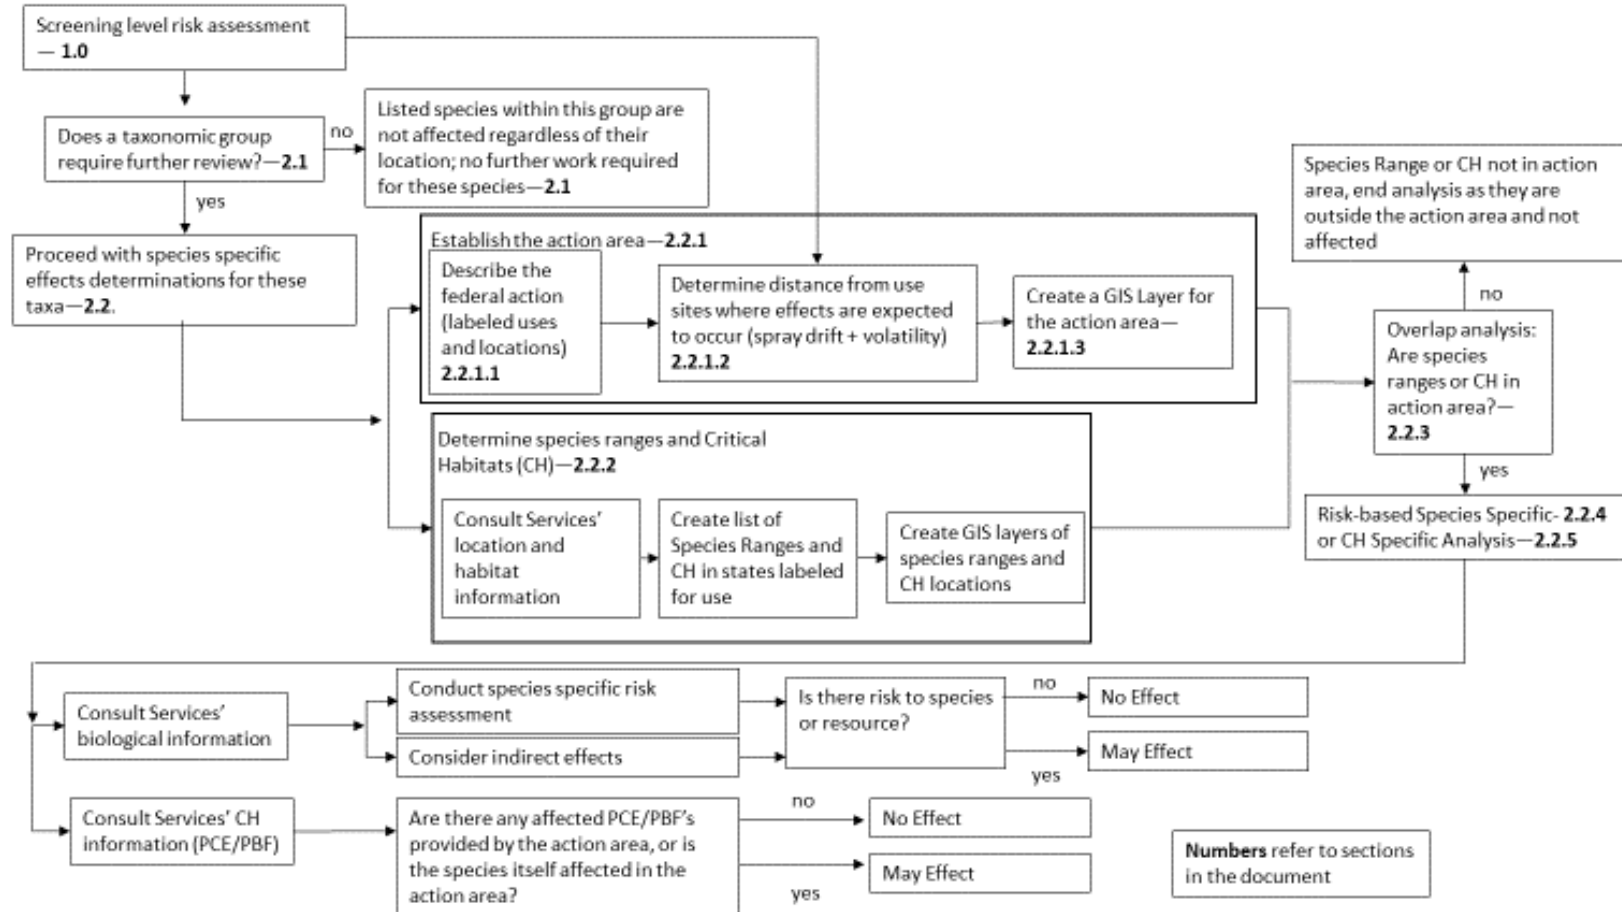 Screening level risk assessment
— 1.0
Does a taxonomic group
require further review?—2.1
no
Listed species within this group are
not affected regardless of their
location; no further work required
for these species—2.1
yes
Proceed with species specific
effects determinations for these
taxa—2.2.
Establish the action area—2.2.1
Describe the
federal action
(labeled uses
and locations)
2.2.1.1
Determine distance from use
sites where effects are expected
to occur (spray drift + volatility)
2.2.1.2
Create a GIS Layer for
the action area—
2.2.1.3
Determine species ranges and Critical
Habitats (CH)—2.2.2
Consult Services'
location and
habitat
information
Create list of
Species Ranges and
CH in states labeled
for use
Create GIS layers of
species ranges and
CH locations
Species Range or CH not in action
area, end analysis as they are
outside the action area and not
affected
no
Overlap analysis:
Are species
ranges or CH in
action area?—
2.2.3
yes
Risk-based Species Specific- 2.2.4
or CH Specific Analysis—2.2.5
Consult Services'
biological information
Conduct species specific risk
assessment
Consider indirect effects
Is there risk to species
or resource?
no
No Effect
May Effect
yes
Consult Services' CH
information (PCE/PBF)
Are there any affected PCE/PBF's
provided by the action area, or is
the species itself affected in the
action area?
no
No Effect
May Effect
yes
Numbers refer to sections
in the document